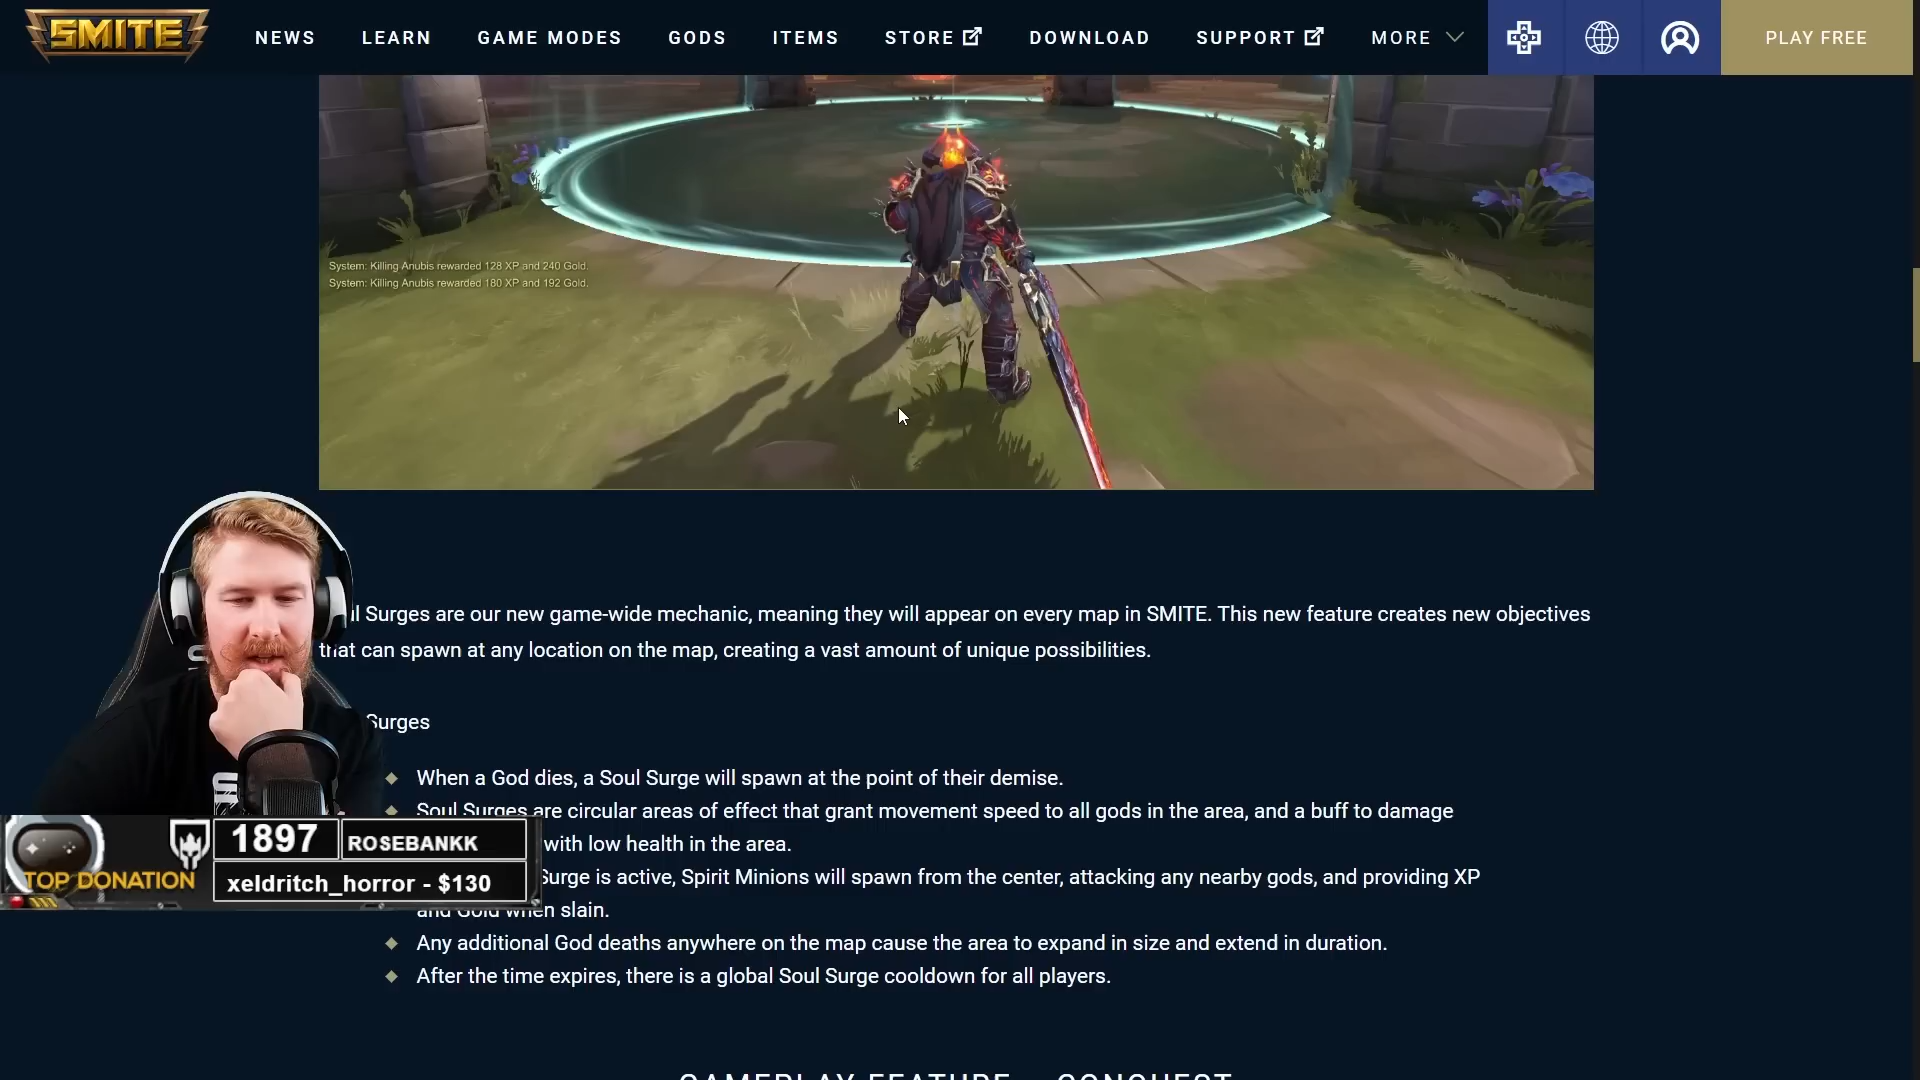 SMITE
NEWS LEARN GAME MODES GODS ITEMS STORE DOWNLOAD SUPPORT MORE PLAY FREE
System: Killing Anubis rewarded 128 XP and 240 Gold.
System: Killing Anubis rewarded 180 XP and 192 Gold.
l Surges are our new game-wide mechanic, meaning they will appear on every map in SMITE. This new feature creates new objectives
that can spawn at any location on the map, creating a vast amount of unique possibilities.
Surges
When a God dies, a Soul Surge will spawn at the point of their demise.
Soul Surges are circular areas of effect that grant movement speed to all gods in the area, and a buff to damage
with low health in the area.
Surge is active, Spirit Minions will spawn from the center, attacking any nearby gods, and providing XP
and Gold when slain.
Any additional God deaths anywhere on the map cause the area to expand in size and extend in duration.
After the time expires, there is a global Soul Surge cooldown for all players.
1897 ROSEBANKK
TOP DONATION xeldritch_horror - $130
GAMEPLAY FEATURE – CONQUEST